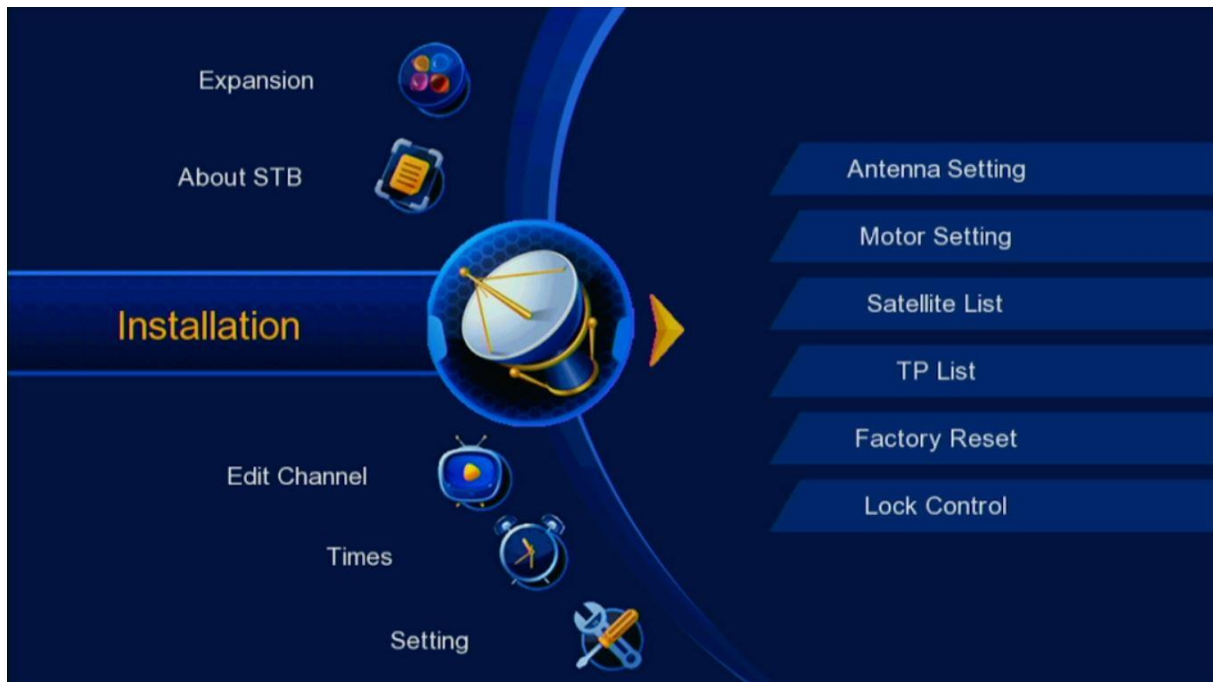 Expansion
About STB
Installation
Edit Channel
Times
Setting
Antenna Setting
Motor Setting
Satellite List
TP List
Factory Reset
Lock Control